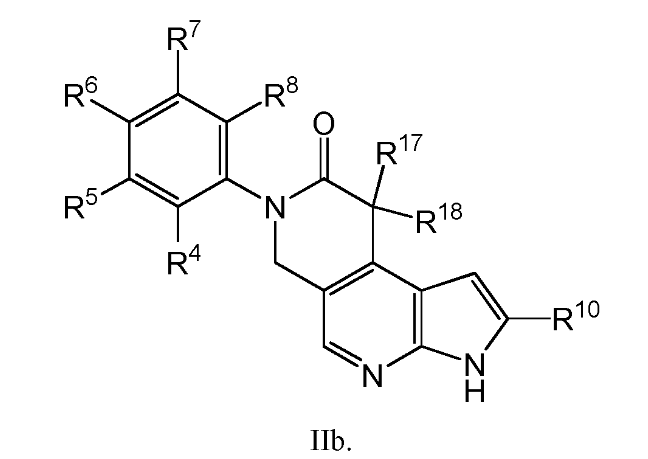 R⁷
R⁶ R⁸
O
R¹⁷
R⁵ N R¹⁸
R⁴
R¹⁰
N N
H
IIb.